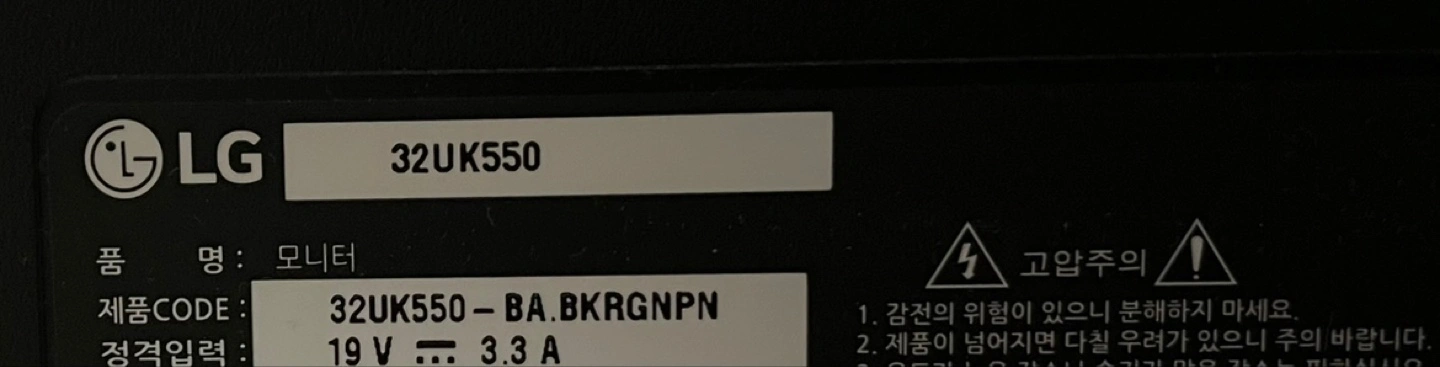 LG 32UK550
품 명 : 모니터
제품CODE : 32UK550-BA.BKRGNPN
정격입력 : 19 V ⎓ 3.3 A
고압주의
1. 감전의 위험이 있으니 분해하지 마세요.
2. 제품이 넘어지면 다칠 우려가 있으니 주의 바랍니다.